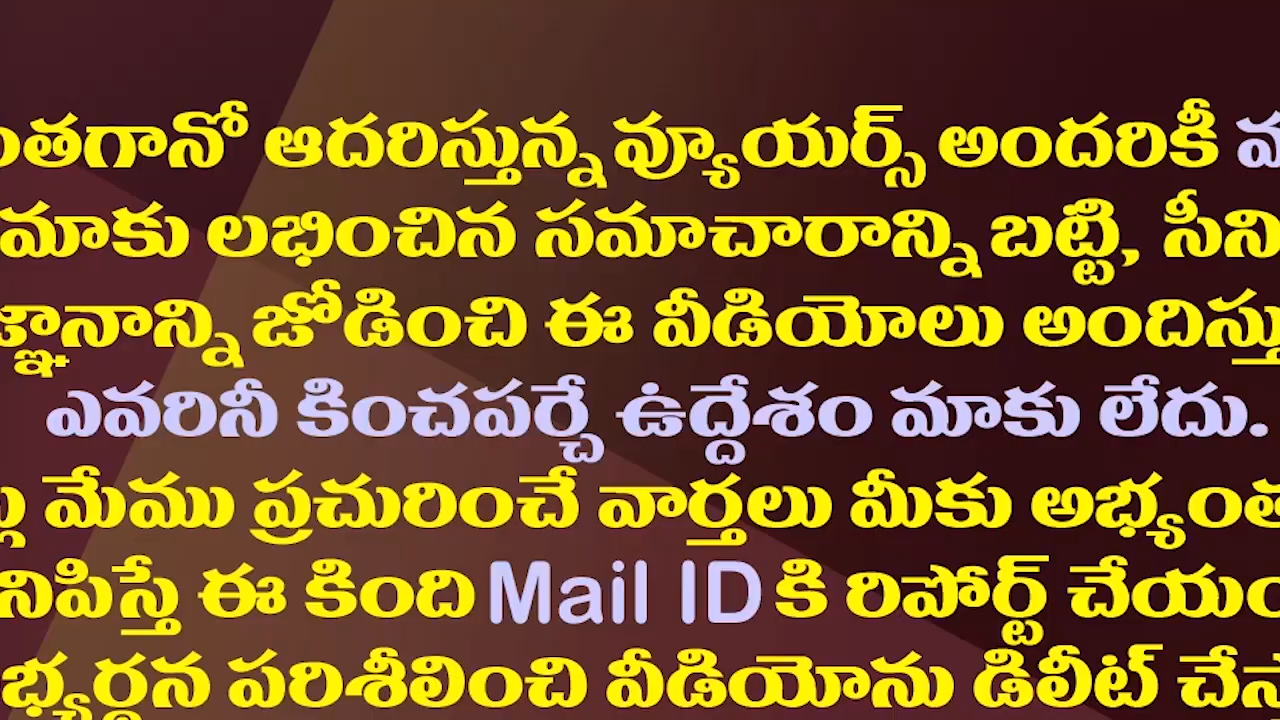 ంతగానో ఆదరిస్తున్న వ్యూయర్స్ అందరికీ
మాకు లభించిన సమాచారాన్ని బట్టి, సీని
జ్ఞానాన్ని జోడించి ఈ వీడియోలు అందిస్తు
ఎవరినీ కించపర్చే ఉద్దేశం మాకు లేదు.
మేము ప్రచురించే వార్తలు మీకు అభ్యంత
నిపిస్తే ఈ కింది Mail ID కి రిపోర్ట్ చేయం
భ్యర్థన పరిశీలించి వీడియోను డిలీట్ చేస